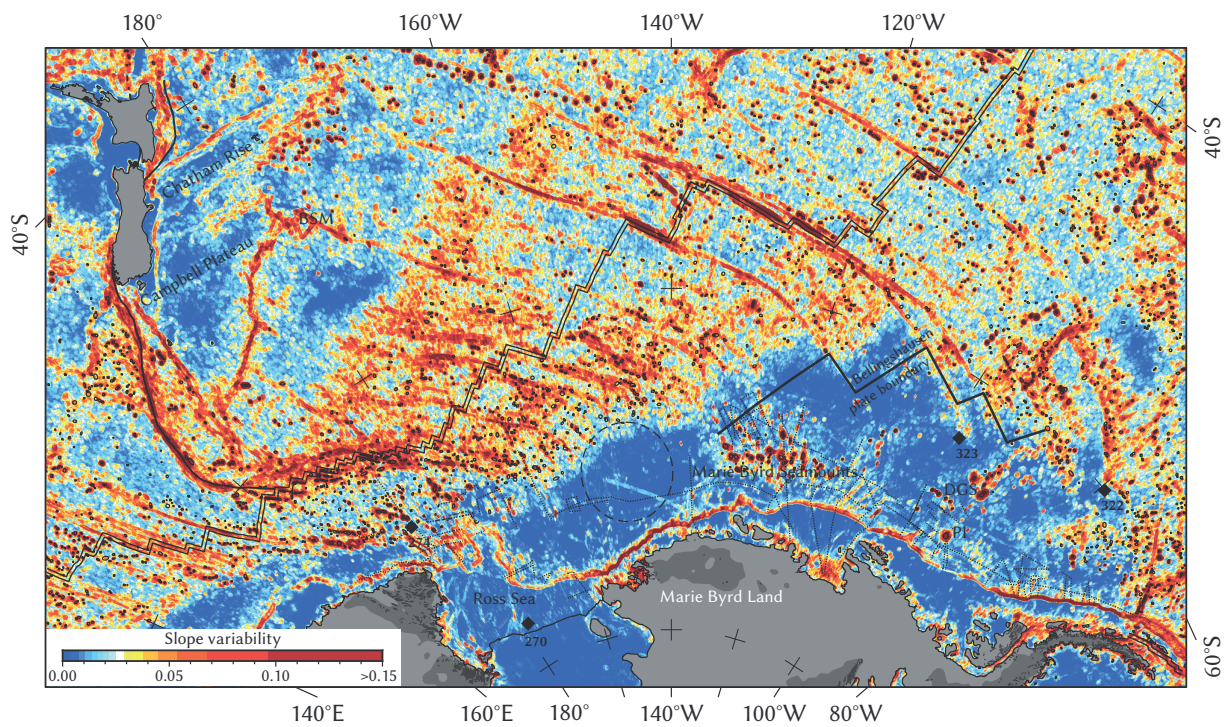 180°
160°W
140°W
120°W
40°S
40°S
Chatham Rise
BSM
Campbell Plateau
Bellingshausen
plate boundary
323
Marie Byrd Seamounts
DGS
322
274
PI
Ross Sea
Marie Byrd Land
270
Slope variability
0.00
0.05
0.10
>0.15
60°S
140°E
160°E
180°
140°W
100°W
80°W